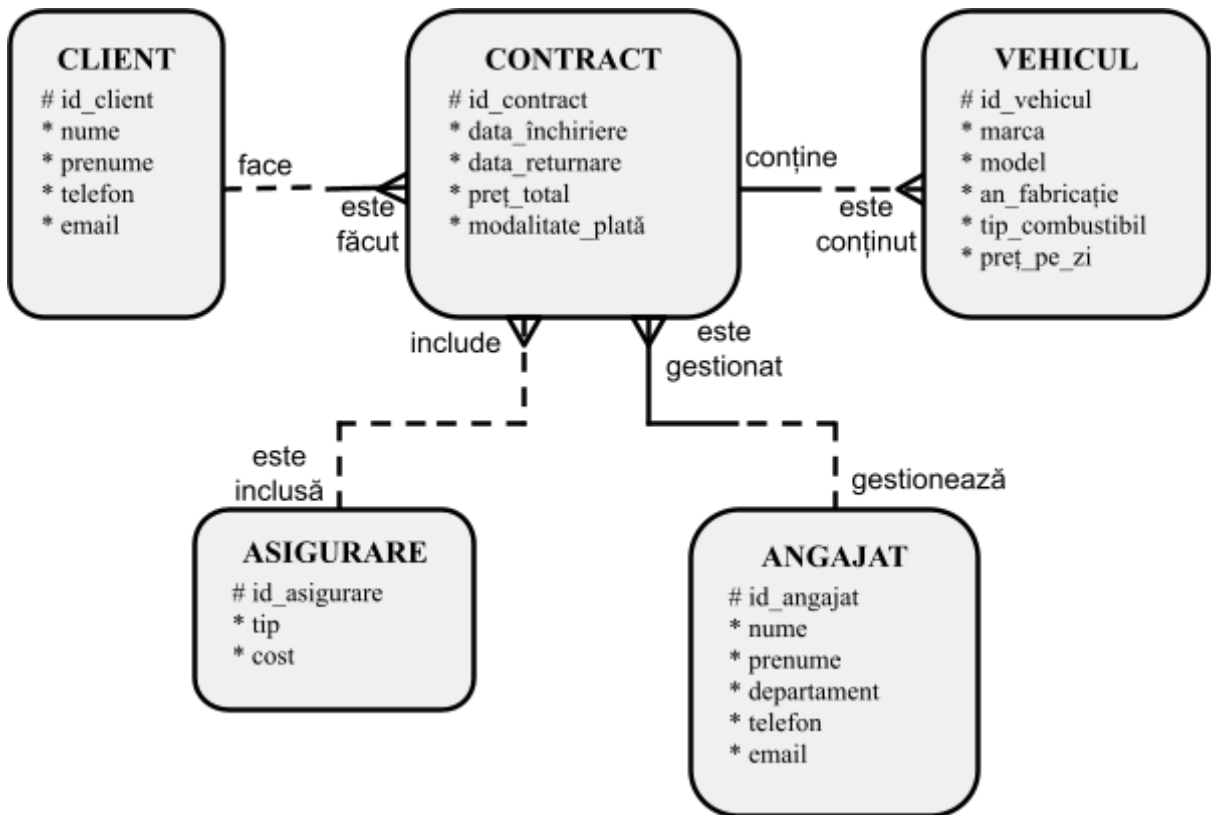 CLIENT
# id_client
* nume
* prenume
* telefon
* email
face
este
făcut
CONTRACT
# id_contract
* data_închiriere
* data_returnare
* preț_total
* modalitate_plată
conține
este
conținut
VEHICUL
# id_vehicul
* marca
* model
* an_fabricație
* tip_combustibil
* preț_pe_zi
include
este
gestionat
este
inclusă
gestionează
ASIGURARE
# id_asigurare
* tip
* cost
ANGAJAT
# id_angajat
* nume
* prenume
* departament
* telefon
* email